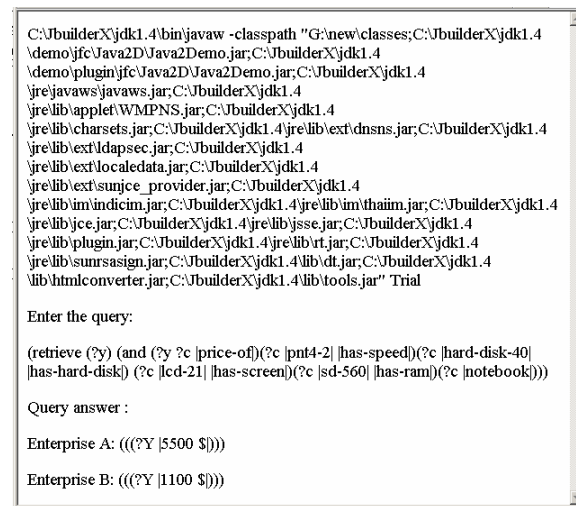 C:\JbuilderX\jdk1.4\bin\javaw -classpath "G:\new\classes;C:\JbuilderX\jdk1.4
\demo\jfc\Java2D\Java2Demo.jar;C:\JbuilderX\jdk1.4
\demo\plugin\jfc\Java2D\Java2Demo.jar;C:\JbuilderX\jdk1.4
\jre\javaws\javaws.jar;C:\JbuilderX\jdk1.4
\jre\lib\applet\WMPNS.jar;C:\JbuilderX\jdk1.4
\jre\lib\charsets.jar;C:\JbuilderX\jdk1.4\jre\lib\ext\dnsns.jar;C:\JbuilderX\jdk1.4
\jre\lib\ext\ldapsec.jar;C:\JbuilderX\jdk1.4
\jre\lib\ext\localedata.jar;C:\JbuilderX\jdk1.4
\jre\lib\ext\sunjce_provider.jar;C:\JbuilderX\jdk1.4
\jre\lib\im\indicim.jar;C:\JbuilderX\jdk1.4\jre\lib\im\thaiim.jar;C:\JbuilderX\jdk1.4
\jre\lib\jce.jar;C:\JbuilderX\jdk1.4\jre\lib\jsse.jar;C:\JbuilderX\jdk1.4
\jre\lib\plugin.jar;C:\JbuilderX\jdk1.4\jre\lib\rt.jar;C:\JbuilderX\jdk1.4
\jre\lib\sunrsasign.jar;C:\JbuilderX\jdk1.4\lib\dt.jar;C:\JbuilderX\jdk1.4
\lib\htmlconverter.jar;C:\JbuilderX\jdk1.4\lib\tools.jar" Trial
Enter the query:
(retrieve (?y) (and (?y ?c |price-of|)(?c |pnt4-2| |has-speed|)(?c |hard-disk-40|
|has-hard-disk|) (?c |lcd-21| |has-screen|)(?c |sd-560| |has-ram|)(?c |notebook|)))
Query answer :
Enterprise A: (((?Y |5500 $|)))
Enterprise B: (((?Y |1100 $|)))